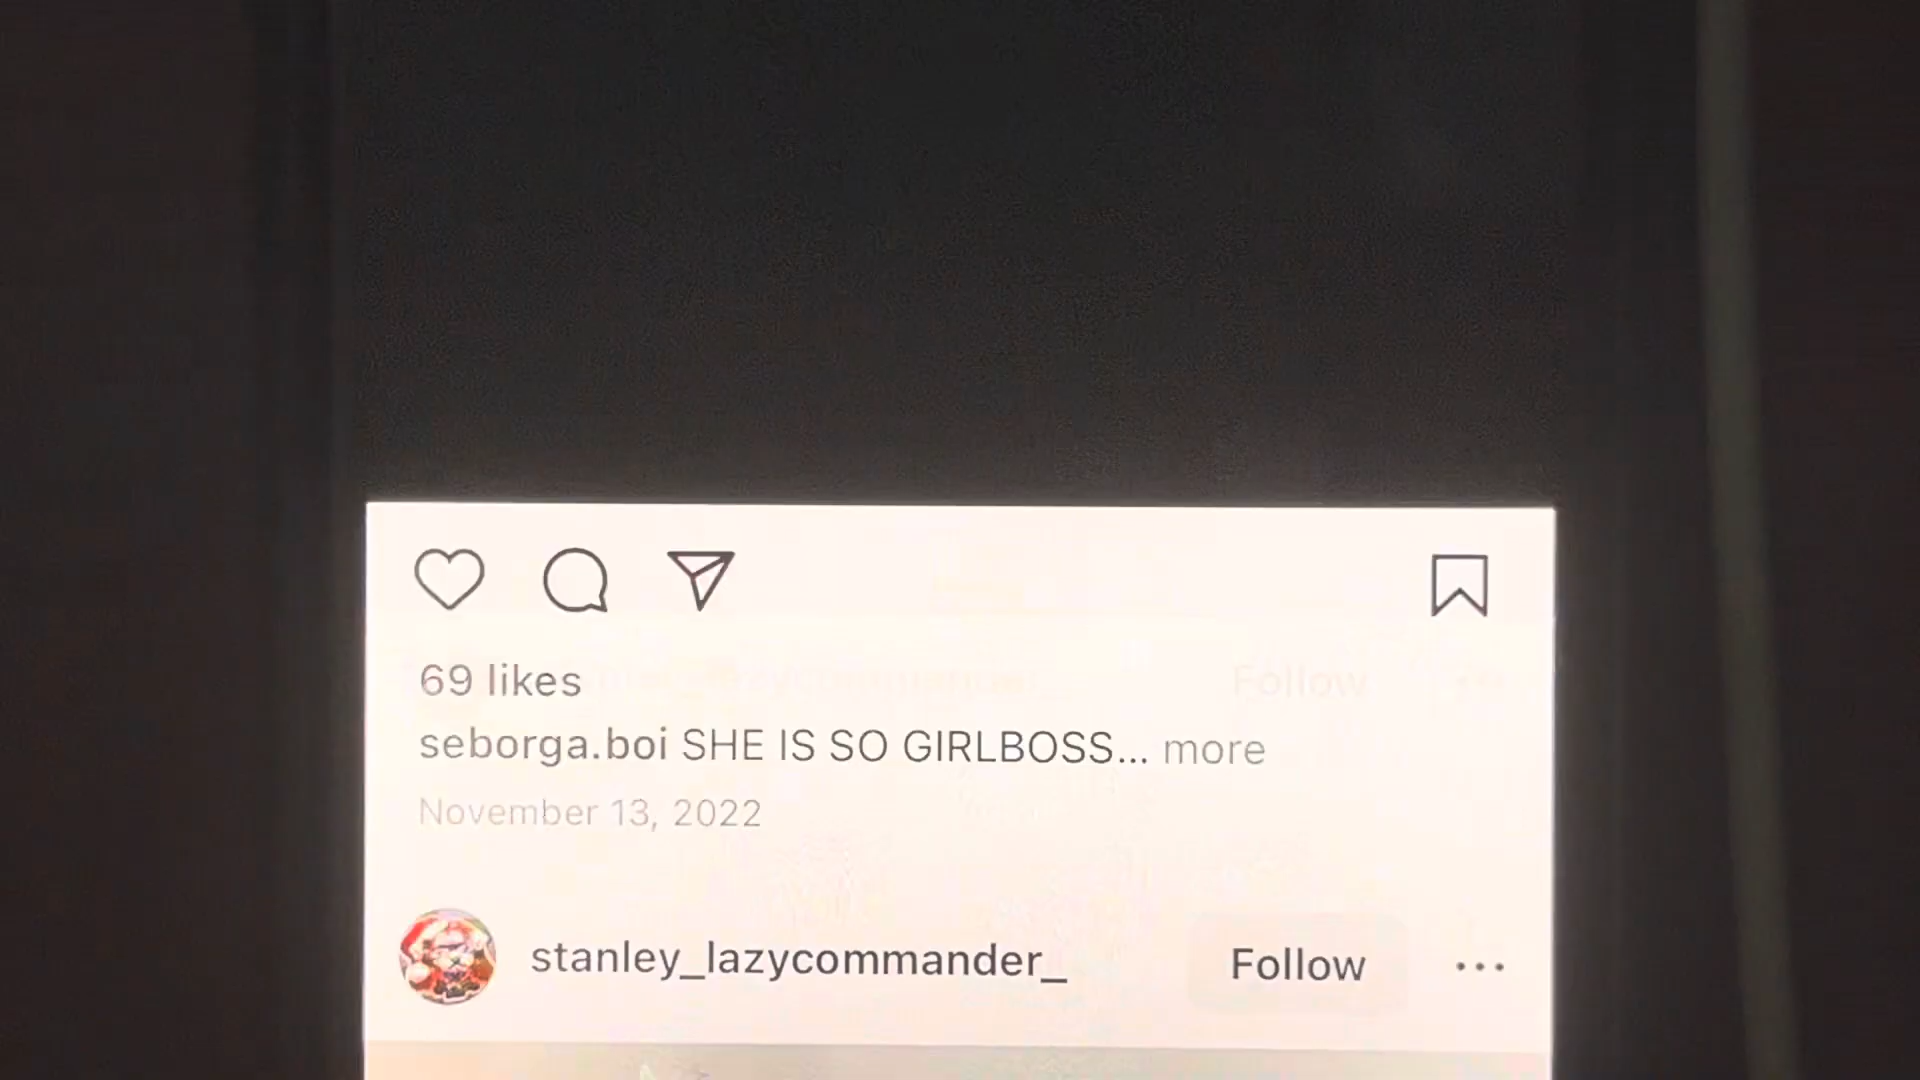 69 likes
seborga.boi SHE IS SO GIRLBOSS... more
November 13, 2022
stanley_lazycommander_ Follow